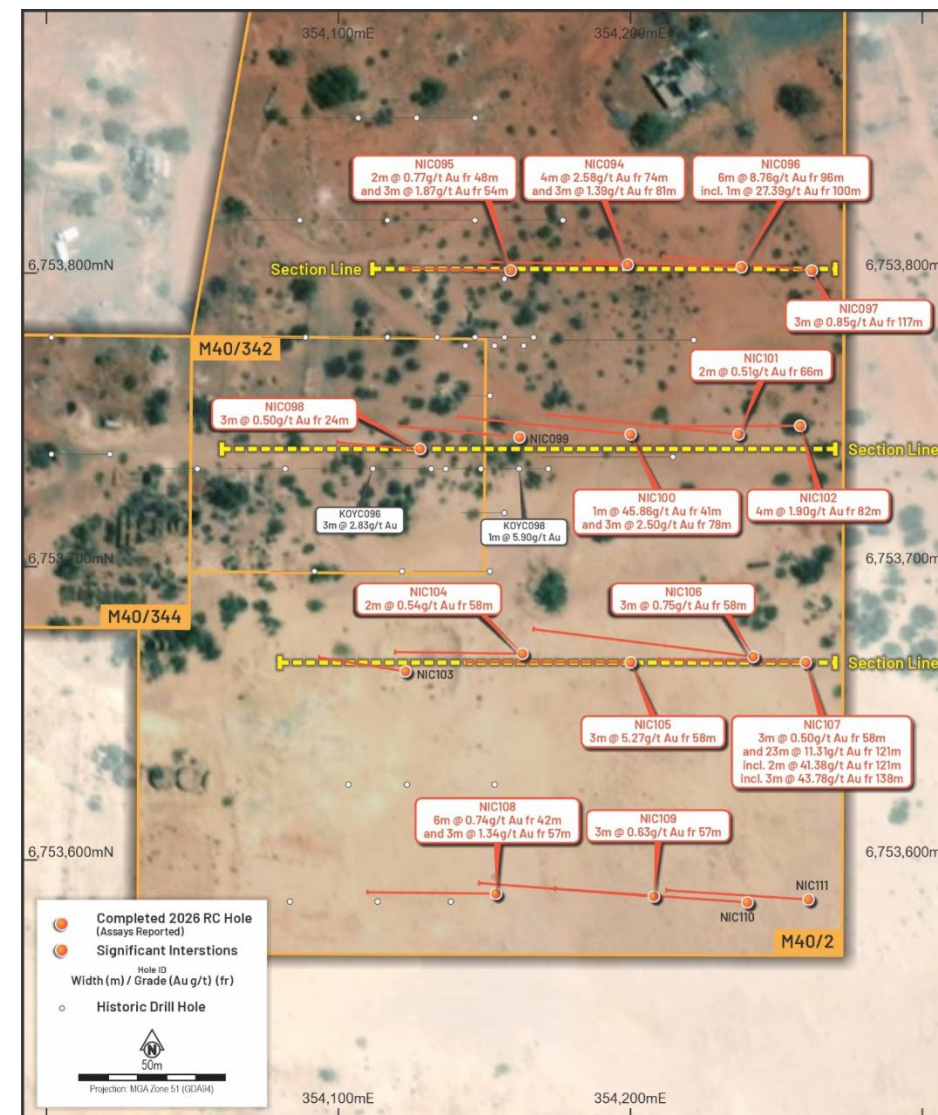 354,100mE
354,200mE
NIC095
2m @ 0.77g/t Au fr 48m
and 3m @ 1.87g/t Au fr 54m
NIC094
4m @ 2.58g/t Au fr 74m
and 3m @ 1.39g/t Au fr 81m
NIC096
6m @ 8.76g/t Au fr 96m
incl. 1m @ 27.39g/t Au fr 100m
6,753,800mN
Section Line
6,753,800m
NIC097
3m @ 0.85g/t Au fr 117m
M40/342
NIC101
2m @ 0.51g/t Au fr 66m
NIC098
3m @ 0.50g/t Au fr 24m
NIC099
Section Line
KOYC096
3m @ 2.83g/t Au
KOYC098
1m @ 5.90g/t Au
NIC100
1m @ 45.86g/t Au fr 41m
and 3m @ 2.50g/t Au fr 78m
NIC102
4m @ 1.90g/t Au fr 82m
6,753,700mN
6,753,700m
M40/344
NIC104
2m @ 0.54g/t Au fr 58m
NIC106
3m @ 0.75g/t Au fr 58m
Section Line
NIC103
NIC105
3m @ 5.27g/t Au fr 58m
NIC107
3m @ 0.50g/t Au fr 58m
and 23m @ 11.31g/t Au fr 121m
incl. 2m @ 41.38g/t Au fr 121m
incl. 3m @ 43.78g/t Au fr 138m
NIC108
6m @ 0.74g/t Au fr 42m
and 3m @ 1.34g/t Au fr 57m
NIC109
3m @ 0.63g/t Au fr 57m
6,753,600mN
6,753,600m
NIC111
NIC110
M40/2
Completed 2026 RC Hole
(Assays Reported)
Significant Interstions
Hole ID
Width (m) / Grade (Au g/t) (fr)
Historic Drill Hole
N
50m
Projection: MGA Zone 51 (GDA94)
354,100mE
354,200mE